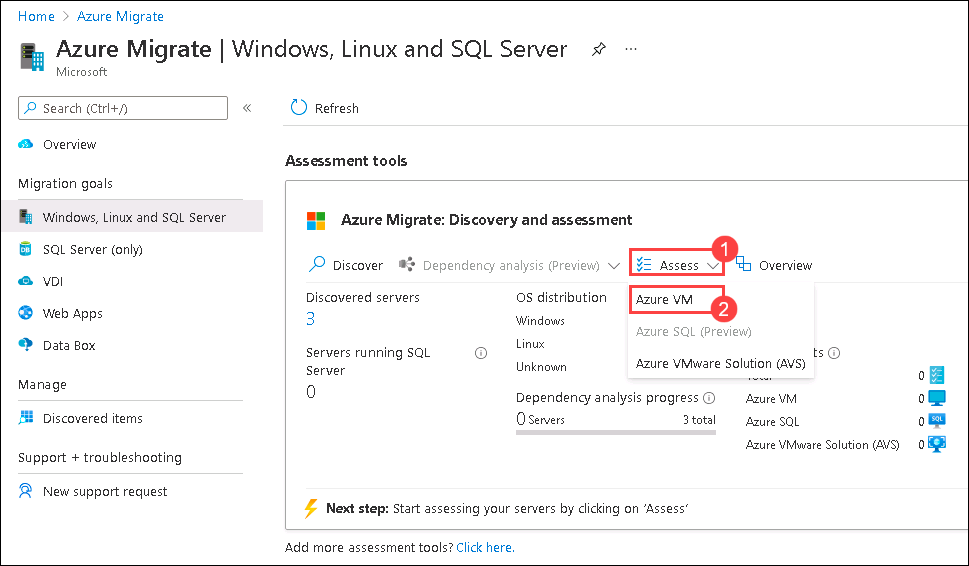 Home > Azure Migrate
Azure Migrate | Windows, Linux and SQL Server
Microsoft
Search (Ctrl+/)
«
Refresh
Overview
Migration goals
Windows, Linux and SQL Server
SQL Server (only)
VDI
Web Apps
Data Box
Manage
Discovered items
Support + troubleshooting
New support request
Assessment tools
Azure Migrate: Discovery and assessment
Discover
Dependency analysis (Preview)
Assess
1
Overview
Azure VM
2
Azure SQL (Preview)
Azure VMware Solution (AVS)
Discovered servers
3
Servers running SQL
Server
0
OS distribution
Windows
Linux
Unknown
Dependency analysis progress
0 Servers
3 total
Total 0
Azure VM 0
Azure SQL 0
SQL
Azure VMware Solution (AVS) 0
Next step: Start assessing your servers by clicking on 'Assess'
Add more assessment tools? Click here.